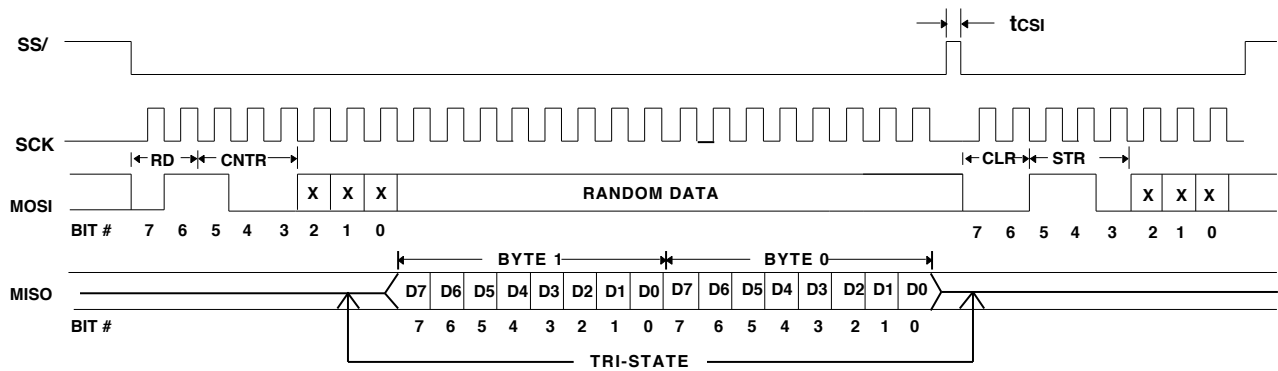 tCSI
SS/
SCK
RD CNTR CLR STR
MOSI X X X RANDOM DATA X X X
BIT # 7 6 5 4 3 2 1 0 7 6 5 4 3 2 1 0
BYTE 1 BYTE 0
MISO D7 D6 D5 D4 D3 D2 D1 D0 D7 D6 D5 D4 D3 D2 D1 D0
BIT # 7 6 5 4 3 2 1 0 7 6 5 4 3 2 1 0
TRI-STATE